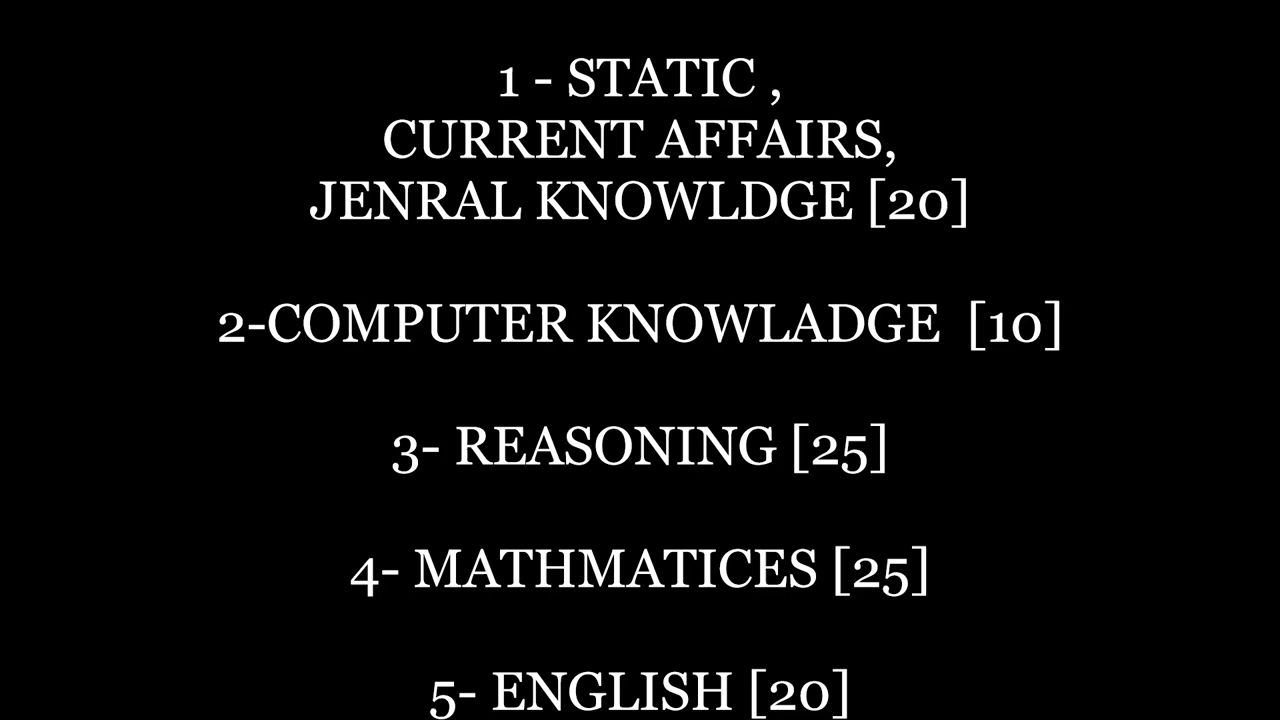 1 - STATIC ,
CURRENT AFFAIRS,
JENRAL KNOWLDGE [20]
2-COMPUTER KNOWLADGE [10]
3- REASONING [25]
4- MATHMATICES [25]
5- ENGLISH [20]